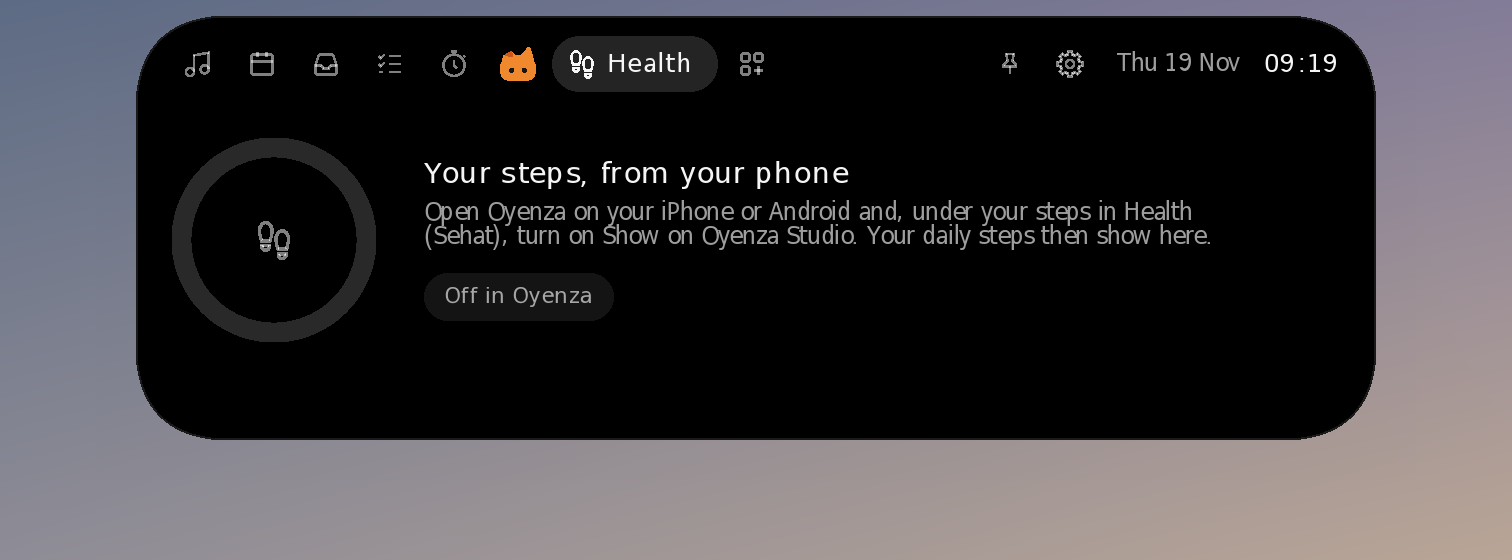 Health
Thu 19 Nov 09:19
Your steps, from your phone
Open Oyenza on your iPhone or Android and, under your steps in Health
(Sehat), turn on Show on Oyenza Studio. Your daily steps then show here.
Off in Oyenza